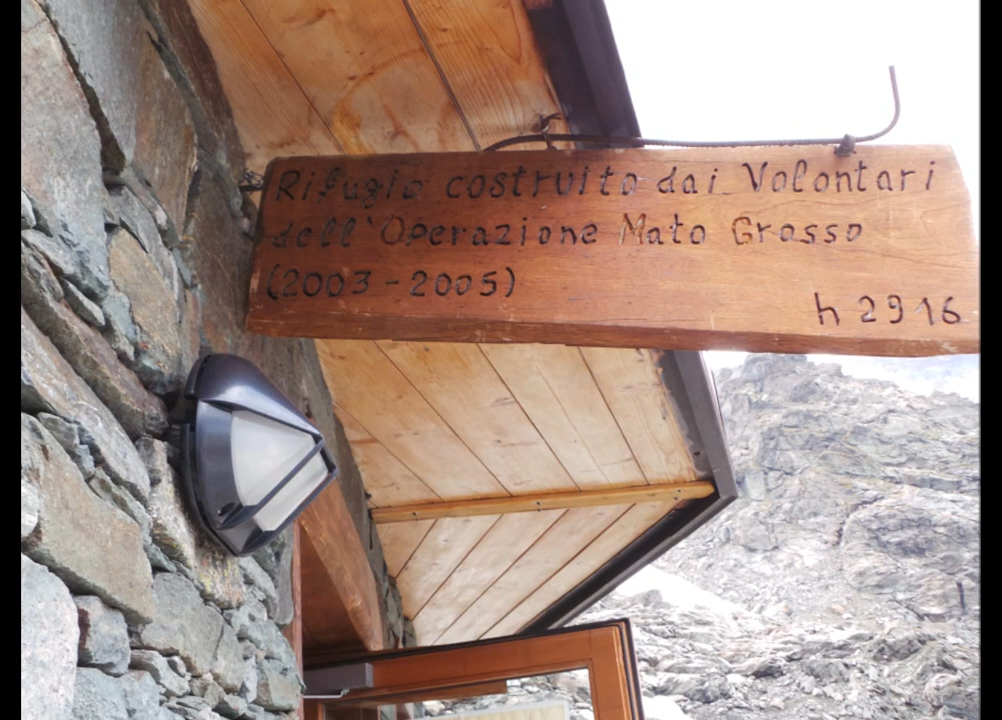 Rifugio costruito dai Volontari
dell'Operazione Mato Grosso
(2003-2005)
h 2916